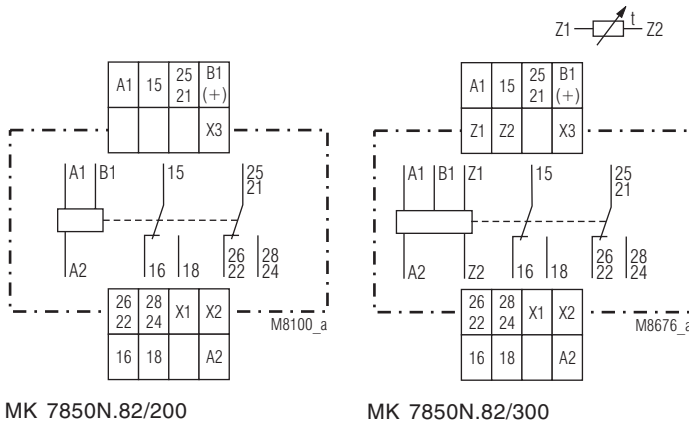 Z1 t Z2
A1 15 25 21 B1 (+)
X3
A1 B1 15 25 21
A2 16 18 26 22 28 24
26 22 28 24 X1 X2
16 18 A2
M8100_a
MK 7850N.82/200
A1 15 25 21 B1 (+)
Z1 Z2 X3
A1 B1 Z1 15 25 21
A2 Z2 16 18 26 22 28 24
26 22 28 24 X1 X2
16 18 A2
M8676_a
MK 7850N.82/300